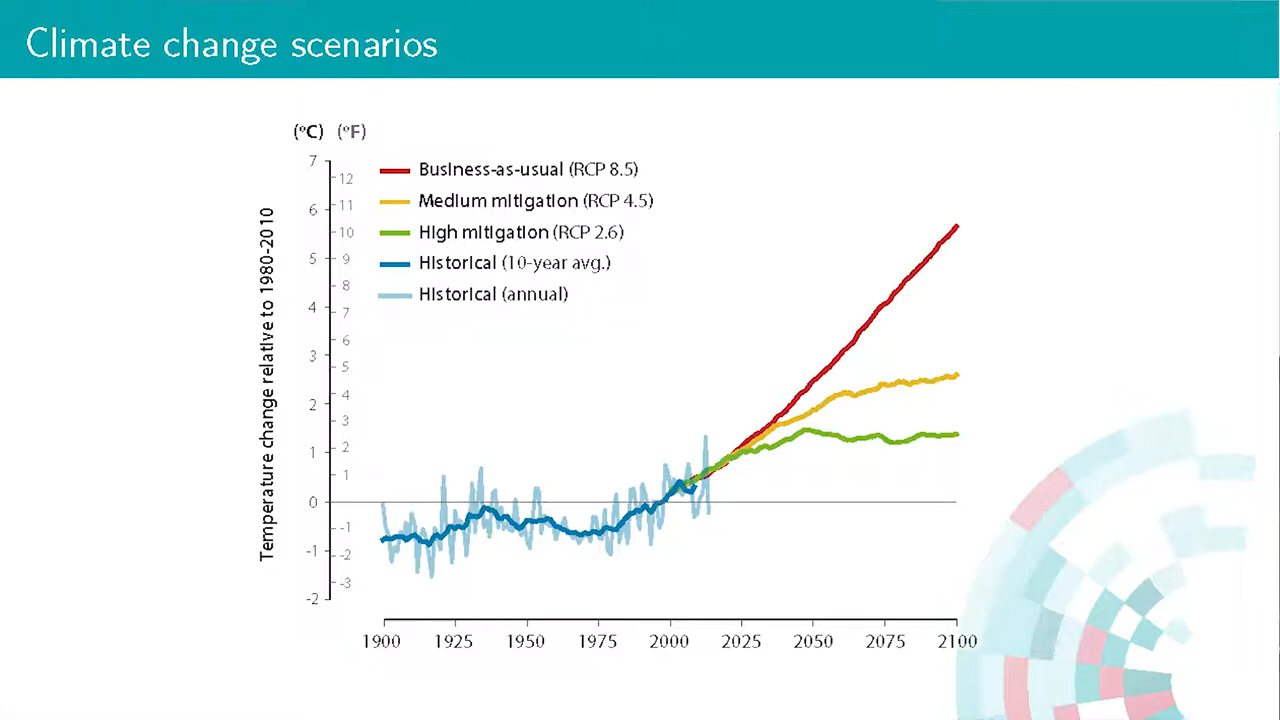 Climate change scenarios
(ºC) (ºF)
Temperature change relative to 1980-2010
7
6
5
4
3
2
1
0
-1
-2
12
11
10
9
8
7
6
5
4
3
2
1
-1
-2
-3
Business-as-usual (RCP 8.5)
Medium mitigation (RCP 4.5)
High mitigation (RCP 2.6)
Historical (10-year avg.)
Historical (annual)
1900 1925 1950 1975 2000 2025 2050 2075 2100